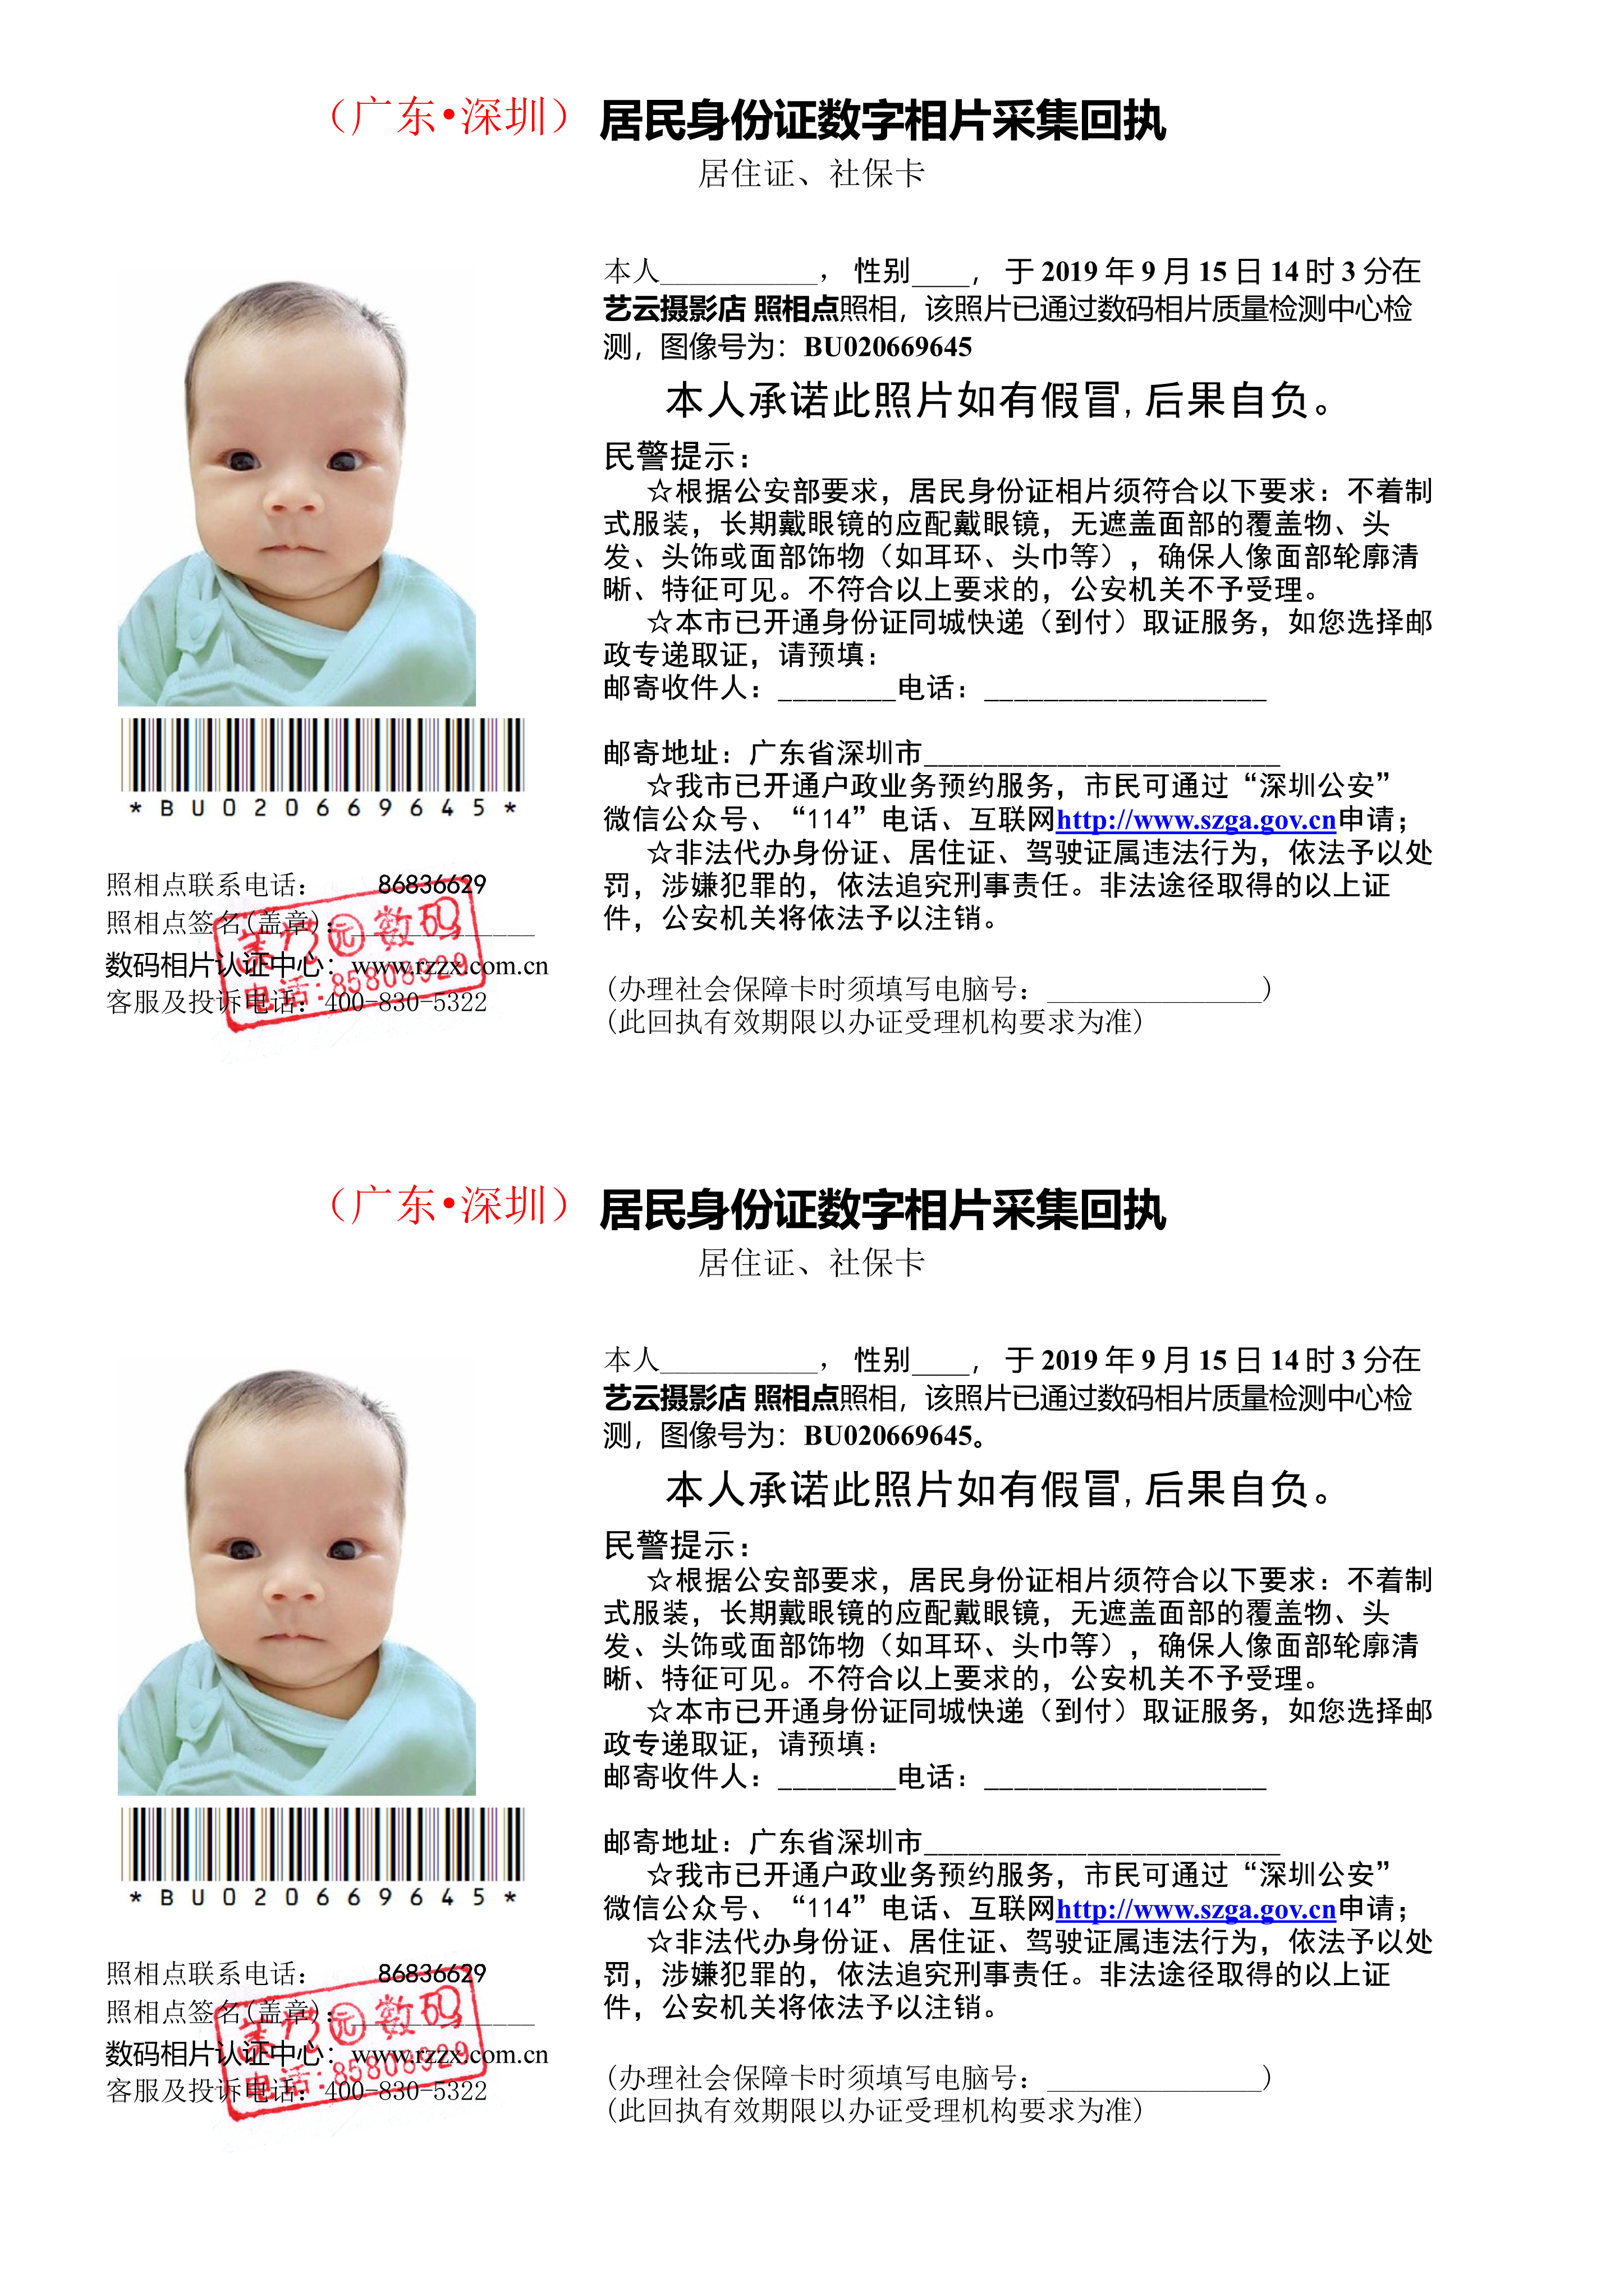 （广东•深圳）居民身份证数字相片采集回执
居住证、社保卡
本人___________， 性别____， 于 2019 年 9 月 15 日 14 时 3 分在
艺云摄影店 照相点照相，该照片已通过数码相片质量检测中心检
测，图像号为：BU020669645
本人承诺此照片如有假冒,后果自负。
民警提示：
☆根据公安部要求，居民身份证相片须符合以下要求：不着制
式服装，长期戴眼镜的应配戴眼镜，无遮盖面部的覆盖物、头
发、头饰或面部饰物（如耳环、头巾等），确保人像面部轮廓清
晰、特征可见。不符合以上要求的，公安机关不予受理。
☆本市已开通身份证同城快递（到付）取证服务，如您选择邮
政专递取证，请预填：
邮寄收件人：________电话：___________________
邮寄地址：广东省深圳市________________________
☆我市已开通户政业务预约服务，市民可通过“深圳公安”
微信公众号、“114”电话、互联网http://www.szga.gov.cn申请；
☆非法代办身份证、居住证、驾驶证属违法行为，依法予以处
罚，涉嫌犯罪的，依法追究刑事责任。非法途径取得的以上证
件，公安机关将依法予以注销。
(办理社会保障卡时须填写电脑号：_______________)
(此回执有效期限以办证受理机构要求为准)
*BU020669645*
照相点联系电话： 86836629
照相点签名(盖章)：_____________
数码相片认证中心：www.rzzx.com.cn
客服及投诉电话：400-830-5322
元 数码
电话:85808929
（广东•深圳）居民身份证数字相片采集回执
居住证、社保卡
本人___________， 性别____， 于 2019 年 9 月 15 日 14 时 3 分在
艺云摄影店 照相点照相，该照片已通过数码相片质量检测中心检
测，图像号为：BU020669645。
本人承诺此照片如有假冒,后果自负。
民警提示：
☆根据公安部要求，居民身份证相片须符合以下要求：不着制
式服装，长期戴眼镜的应配戴眼镜，无遮盖面部的覆盖物、头
发、头饰或面部饰物（如耳环、头巾等），确保人像面部轮廓清
晰、特征可见。不符合以上要求的，公安机关不予受理。
☆本市已开通身份证同城快递（到付）取证服务，如您选择邮
政专递取证，请预填：
邮寄收件人：________电话：___________________
邮寄地址：广东省深圳市________________________
☆我市已开通户政业务预约服务，市民可通过“深圳公安”
微信公众号、“114”电话、互联网http://www.szga.gov.cn申请；
☆非法代办身份证、居住证、驾驶证属违法行为，依法予以处
罚，涉嫌犯罪的，依法追究刑事责任。非法途径取得的以上证
件，公安机关将依法予以注销。
(办理社会保障卡时须填写电脑号：_______________)
(此回执有效期限以办证受理机构要求为准)
*BU020669645*
照相点联系电话： 86836629
照相点签名(盖章)：_____________
数码相片认证中心：www.rzzx.com.cn
客服及投诉电话：400-830-5322
元 数码
电话:85808929